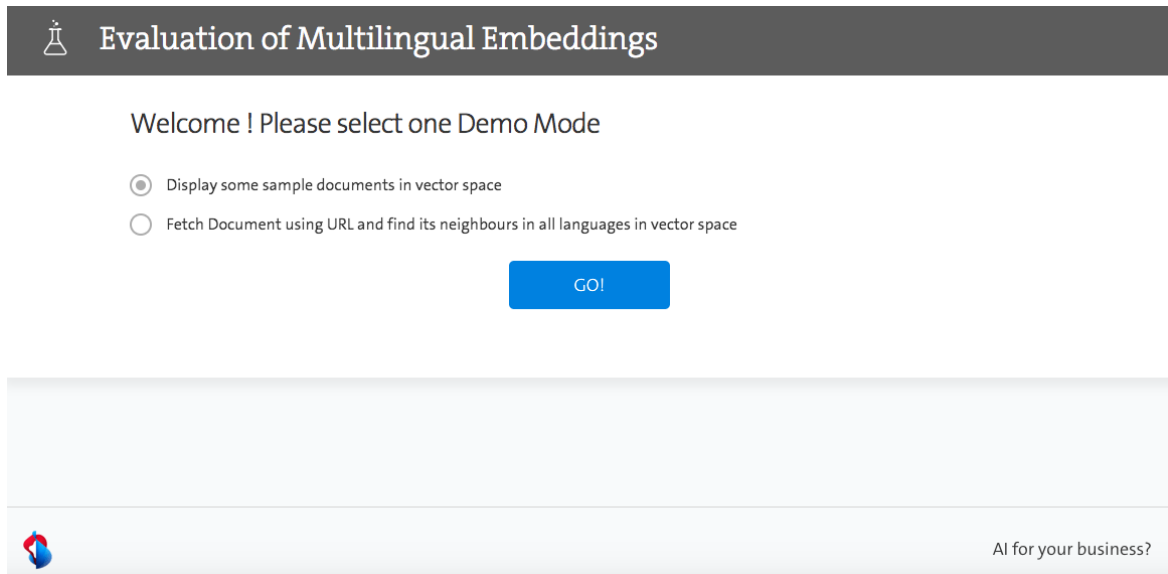 Evaluation of Multilingual Embeddings
Welcome ! Please select one Demo Mode
Display some sample documents in vector space
Fetch Document using URL and find its neighbours in all languages in vector space
GO!
AI for your business?